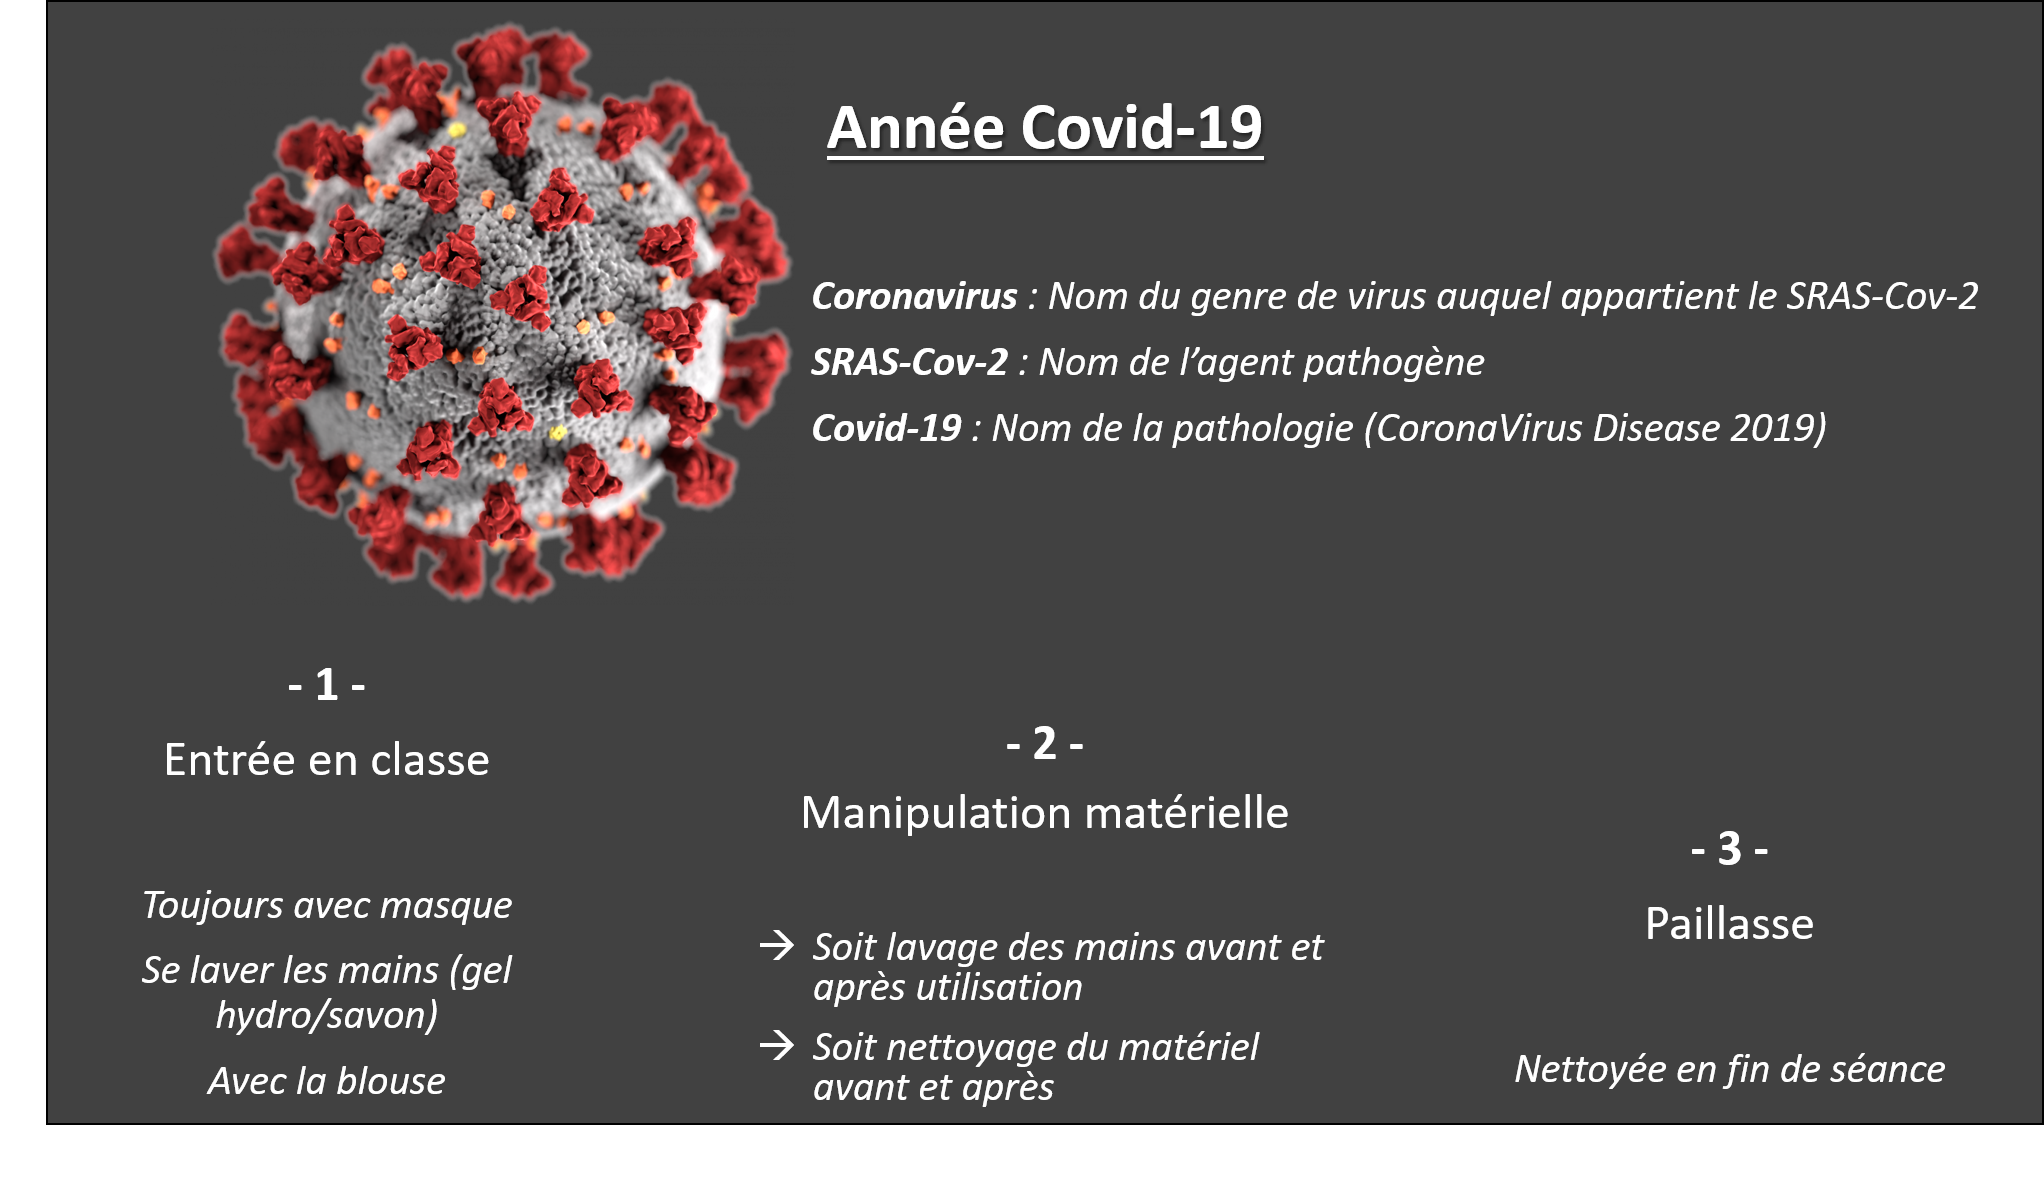 Année Covid-19
Coronavirus : Nom du genre de virus auquel appartient le SRAS-Cov-2
SRAS-Cov-2 : Nom de l’agent pathogène
Covid-19 : Nom de la pathologie (CoronaVirus Disease 2019)
- 1 -
Entrée en classe
Toujours avec masque
Se laver les mains (gel
hydro/savon)
Avec la blouse
- 2 -
Manipulation matérielle
→ Soit lavage des mains avant et
après utilisation
→ Soit nettoyage du matériel
avant et après
- 3 -
Paillasse
Nettoyée en fin de séance